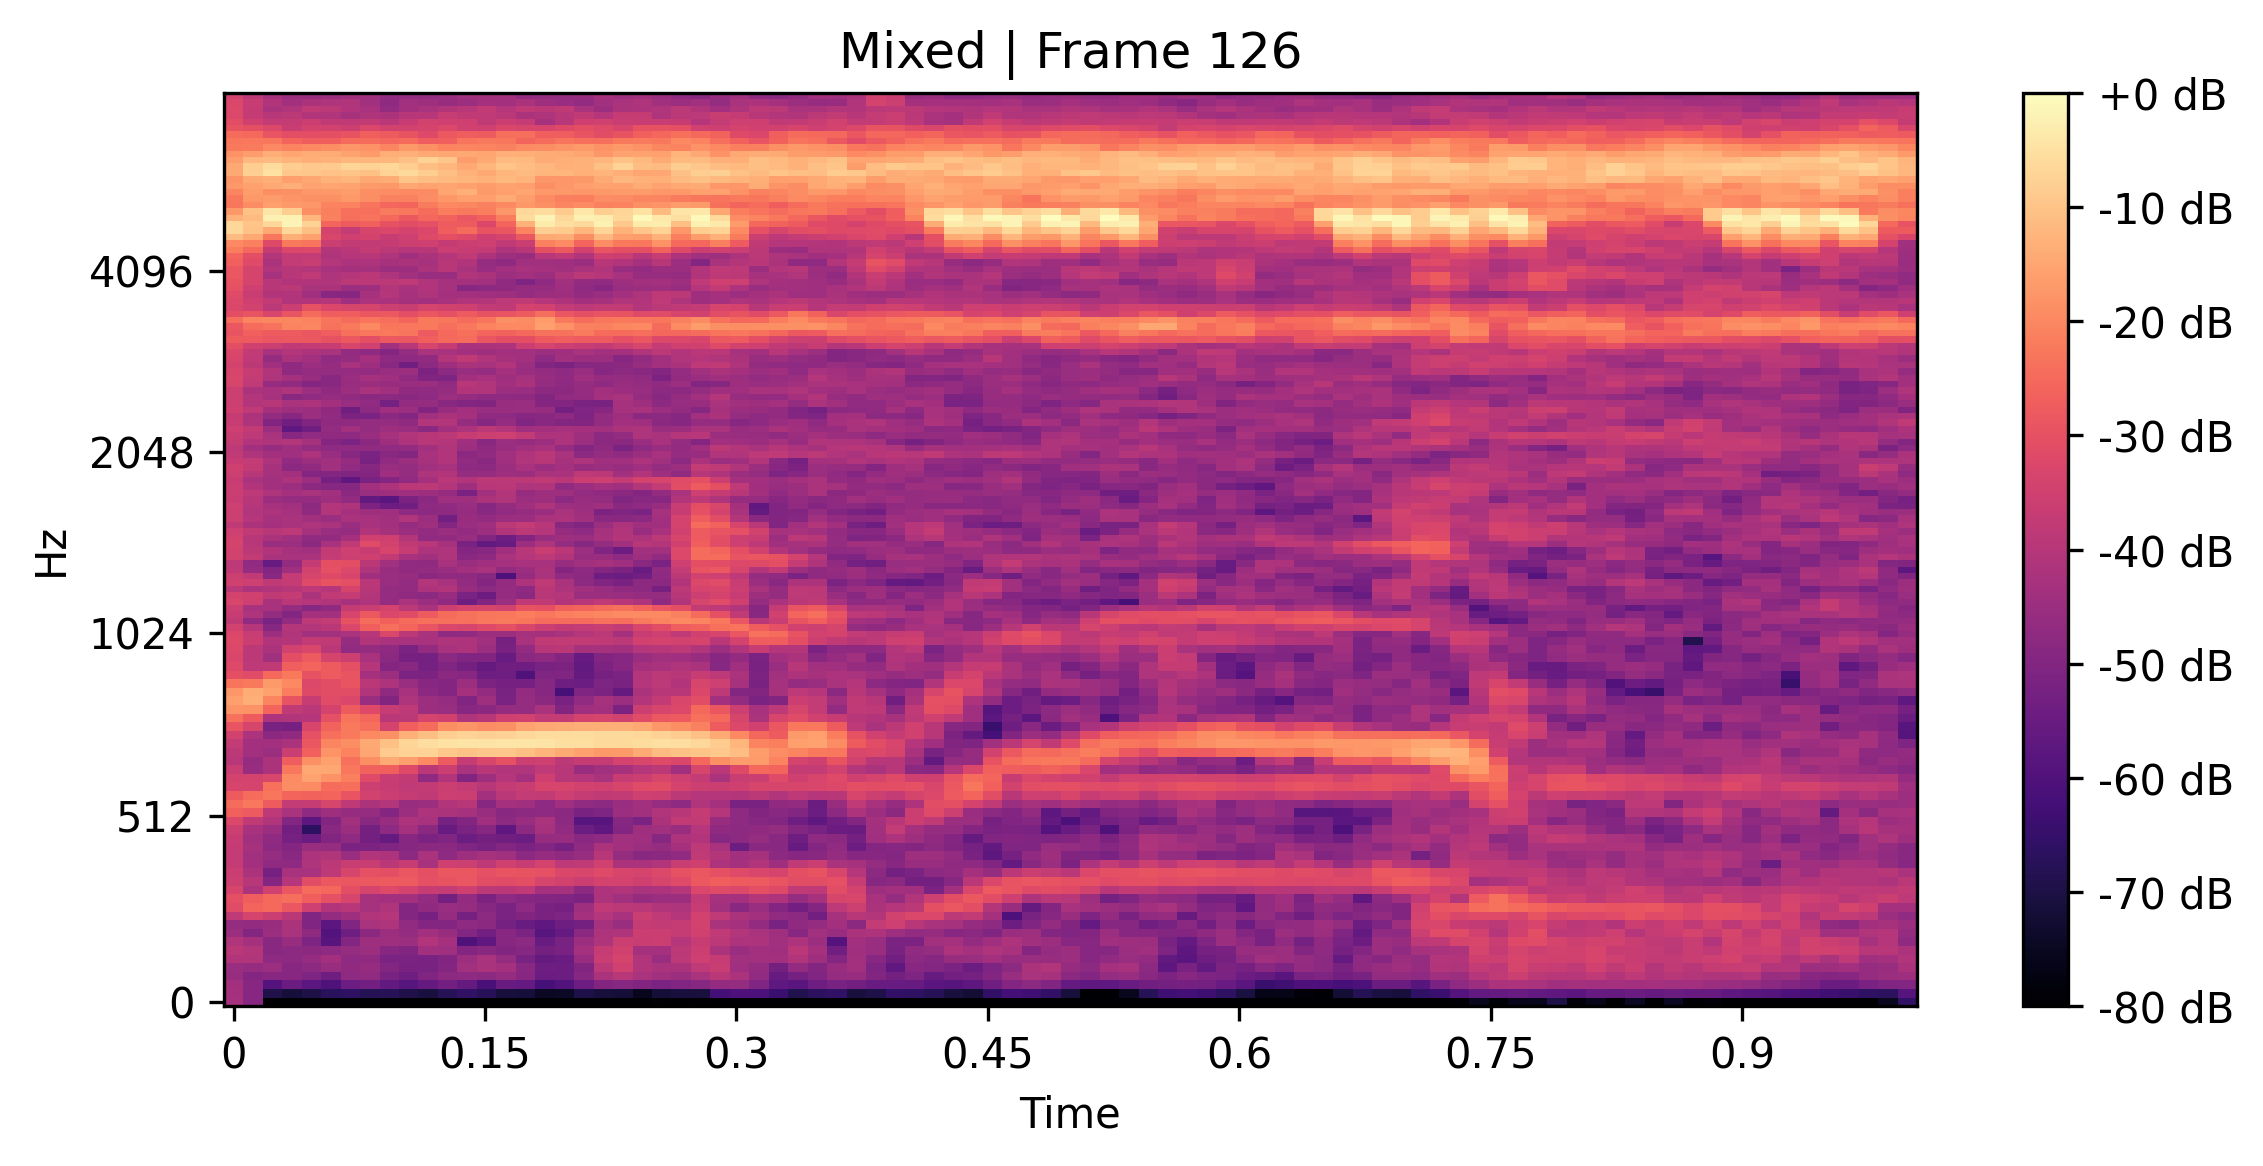 Mixed | Frame 126
Hz
4096
2048
1024
512
0
0 0.15 0.3 0.45 0.6 0.75 0.9
Time
+0 dB
-10 dB
-20 dB
-30 dB
-40 dB
-50 dB
-60 dB
-70 dB
-80 dB